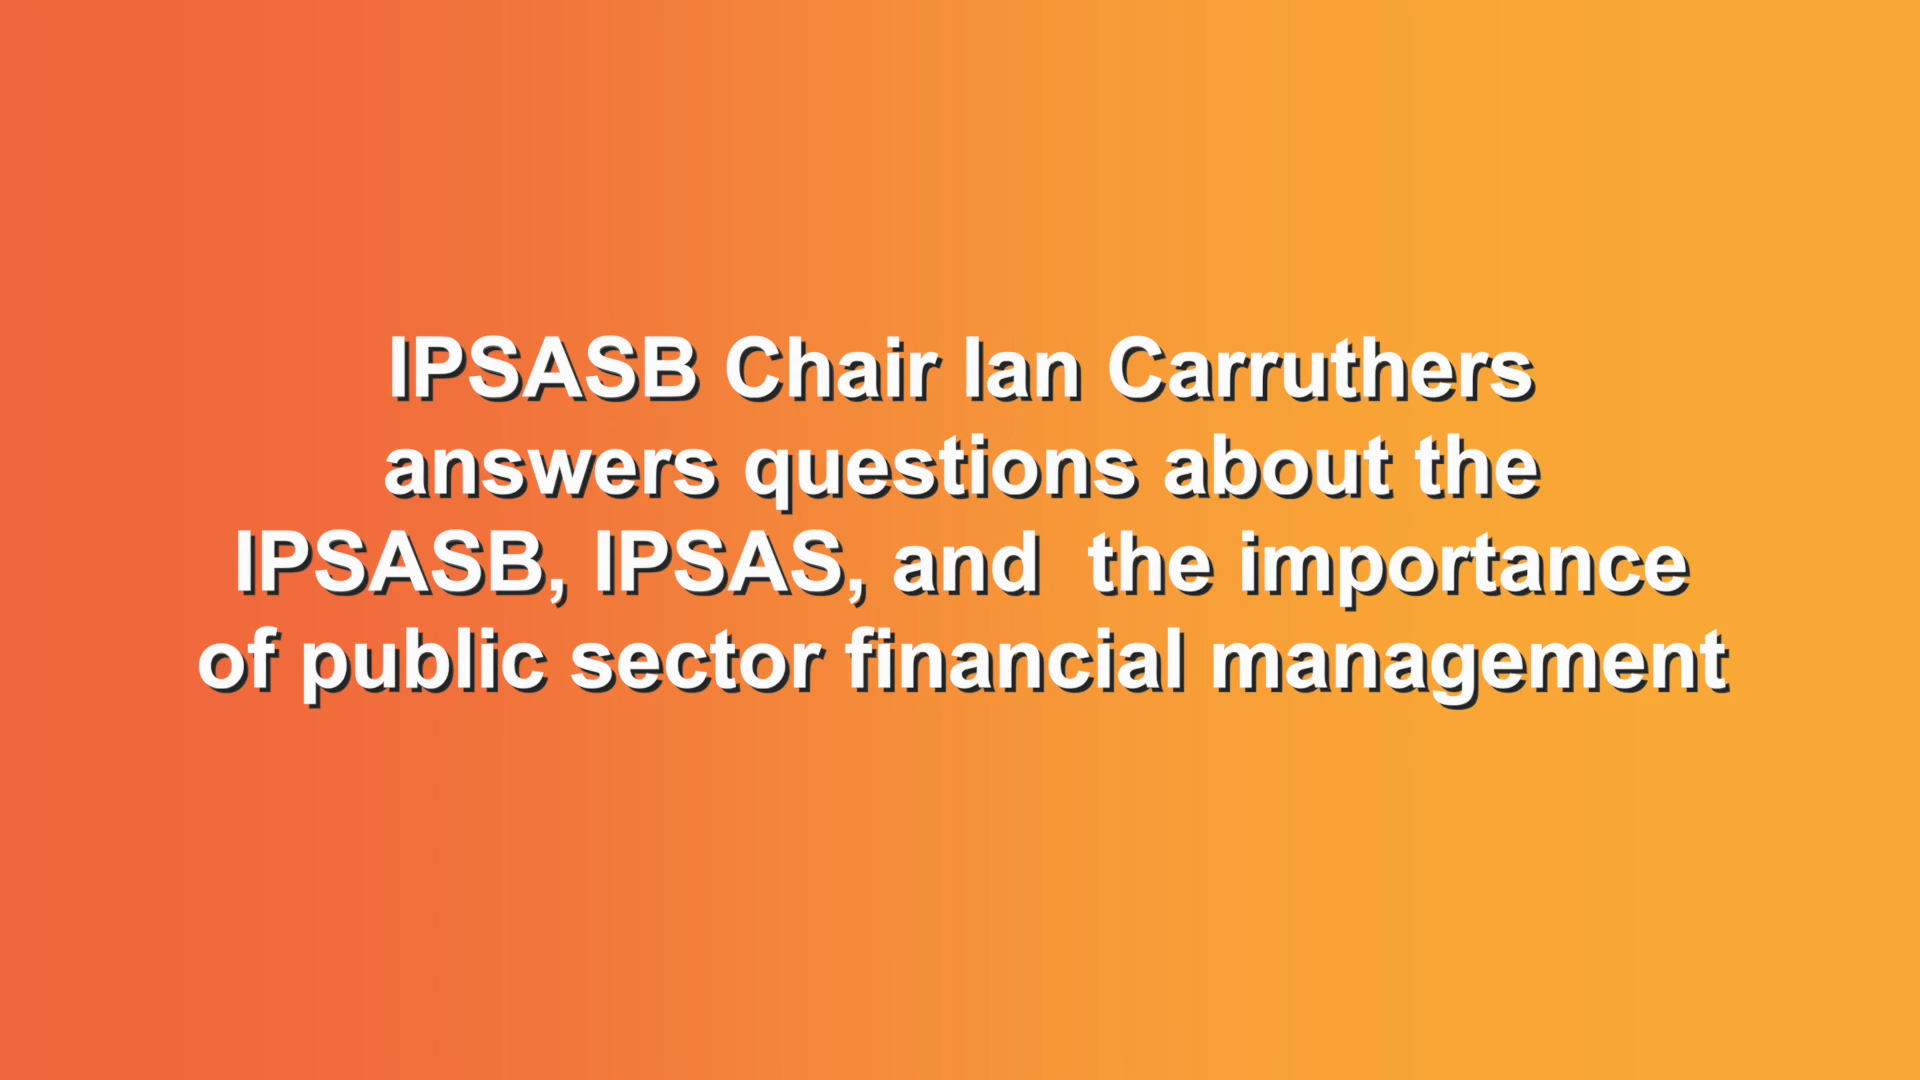 IPSASB Chair Ian Carruthers
answers questions about the
IPSASB, IPSAS, and  the importance
of public sector financial management